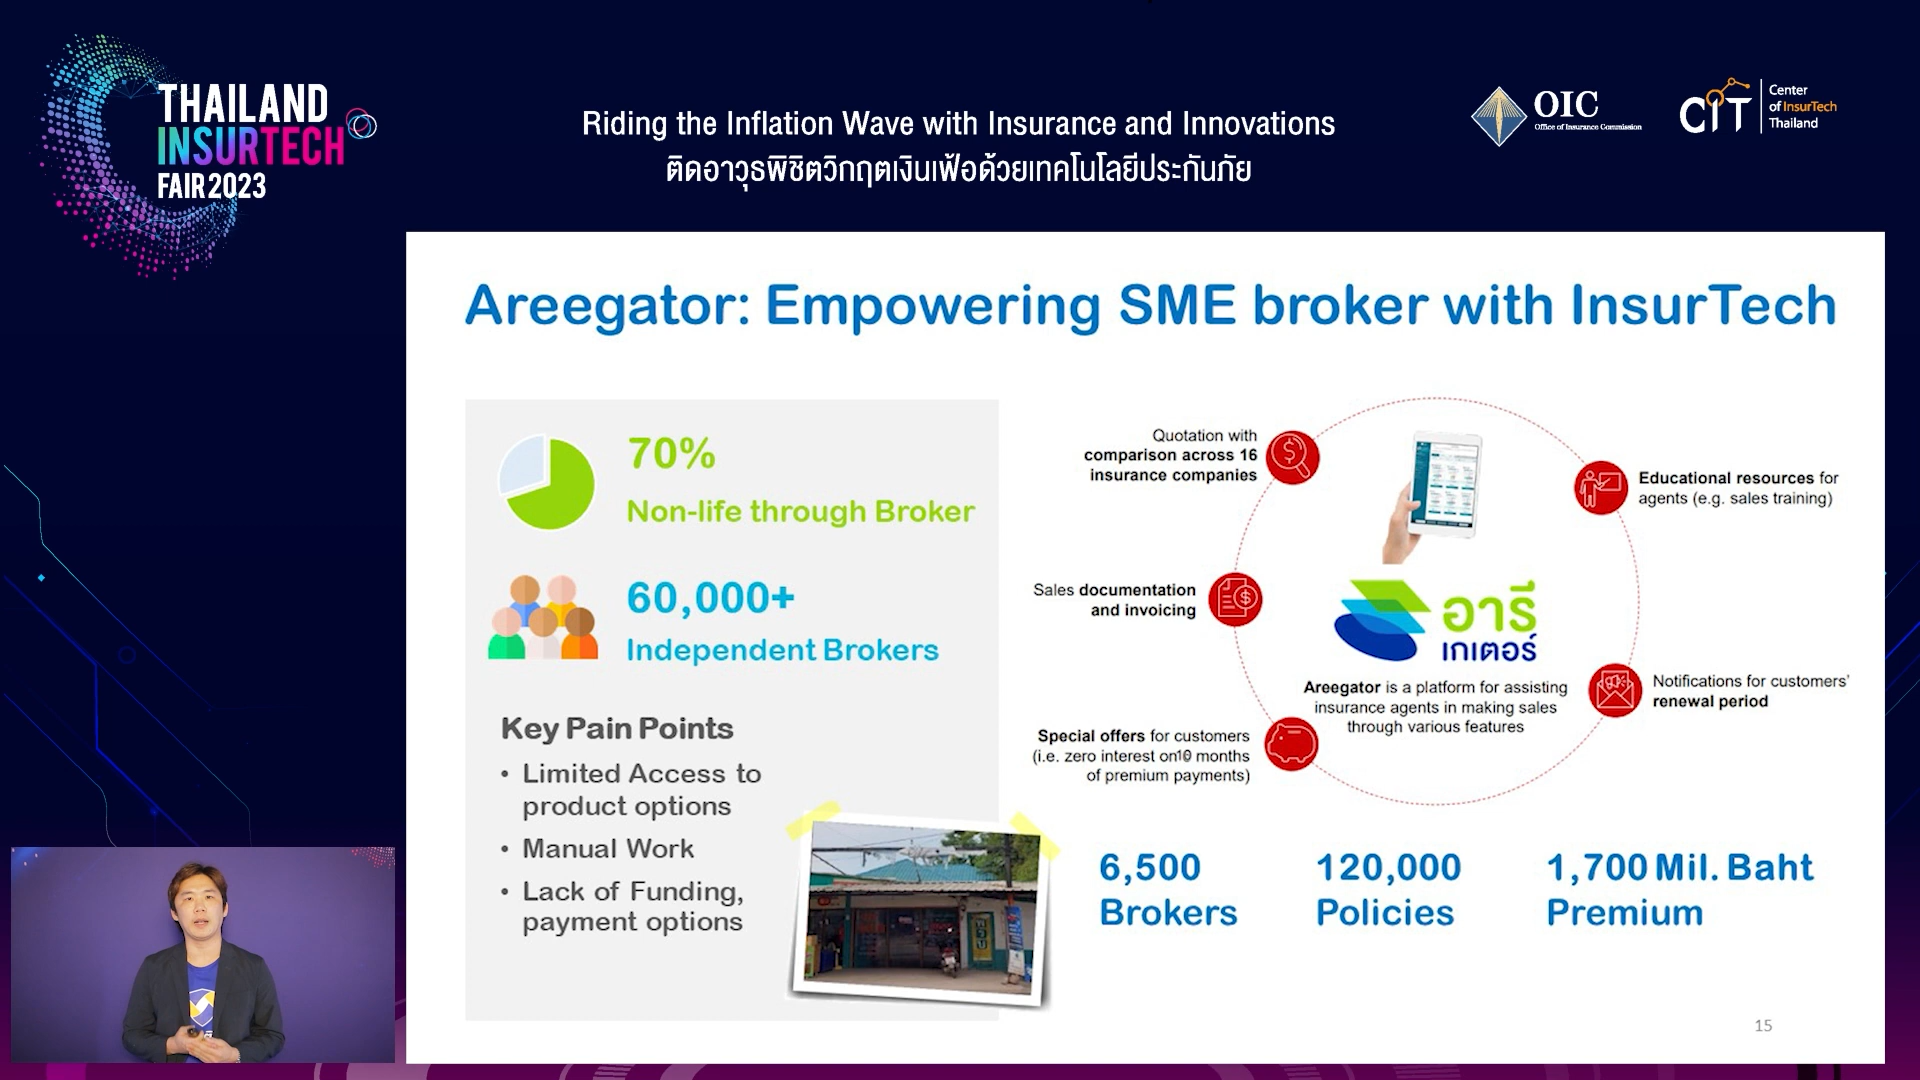 THAILAND
INSURTECH
FAIR 2023
Riding the Inflation Wave with Insurance and Innovations
ติดอาวุธพิชิตวิกฤตเงินเฟ้อด้วยเทคโนโลยีประกันภัย
OIC
Office of Insurance Commission
CIT
Center
of InsurTech
Thailand
Areegator: Empowering SME broker with InsurTech
70%
Non-life through Broker
60,000+
Independent Brokers
Key Pain Points
• Limited Access to
product options
• Manual Work
• Lack of Funding,
payment options
Quotation with
comparison across 16
insurance companies
Sales documentation
and invoicing
Special offers for customers
(i.e. zero interest on10 months
of premium payments)
อารี
เกเตอร์
Areegator is a platform for assisting
insurance agents in making sales
through various features
Educational resources for
agents (e.g. sales training)
Notifications for customers'
renewal period
6,500
Brokers
120,000
Policies
1,700 Mil. Baht
Premium
15